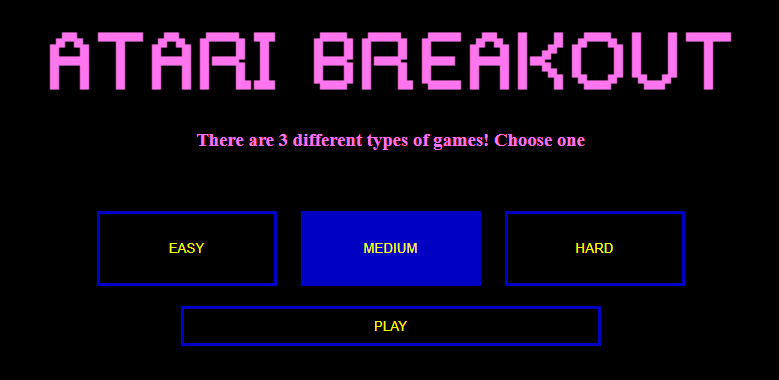 ATARI BREAKOUT
There are 3 different types of games! Choose one
EASY
MEDIUM
HARD
PLAY